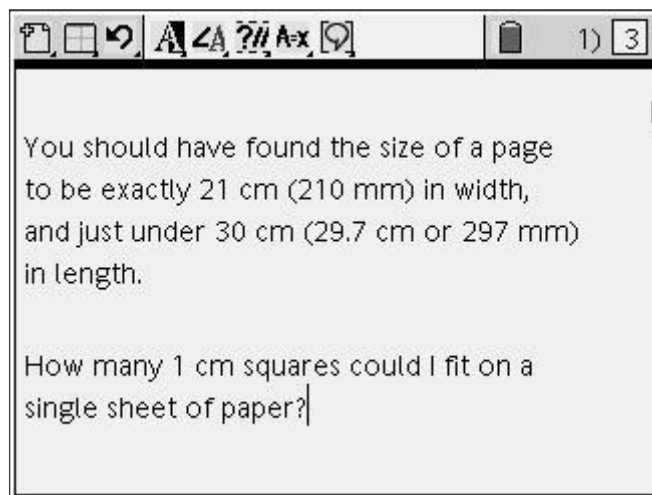 1) 3
You should have found the size of a page
to be exactly 21 cm (210 mm) in width,
and just under 30 cm (29.7 cm or 297 mm)
in length.
How many 1 cm squares could I fit on a
single sheet of paper?